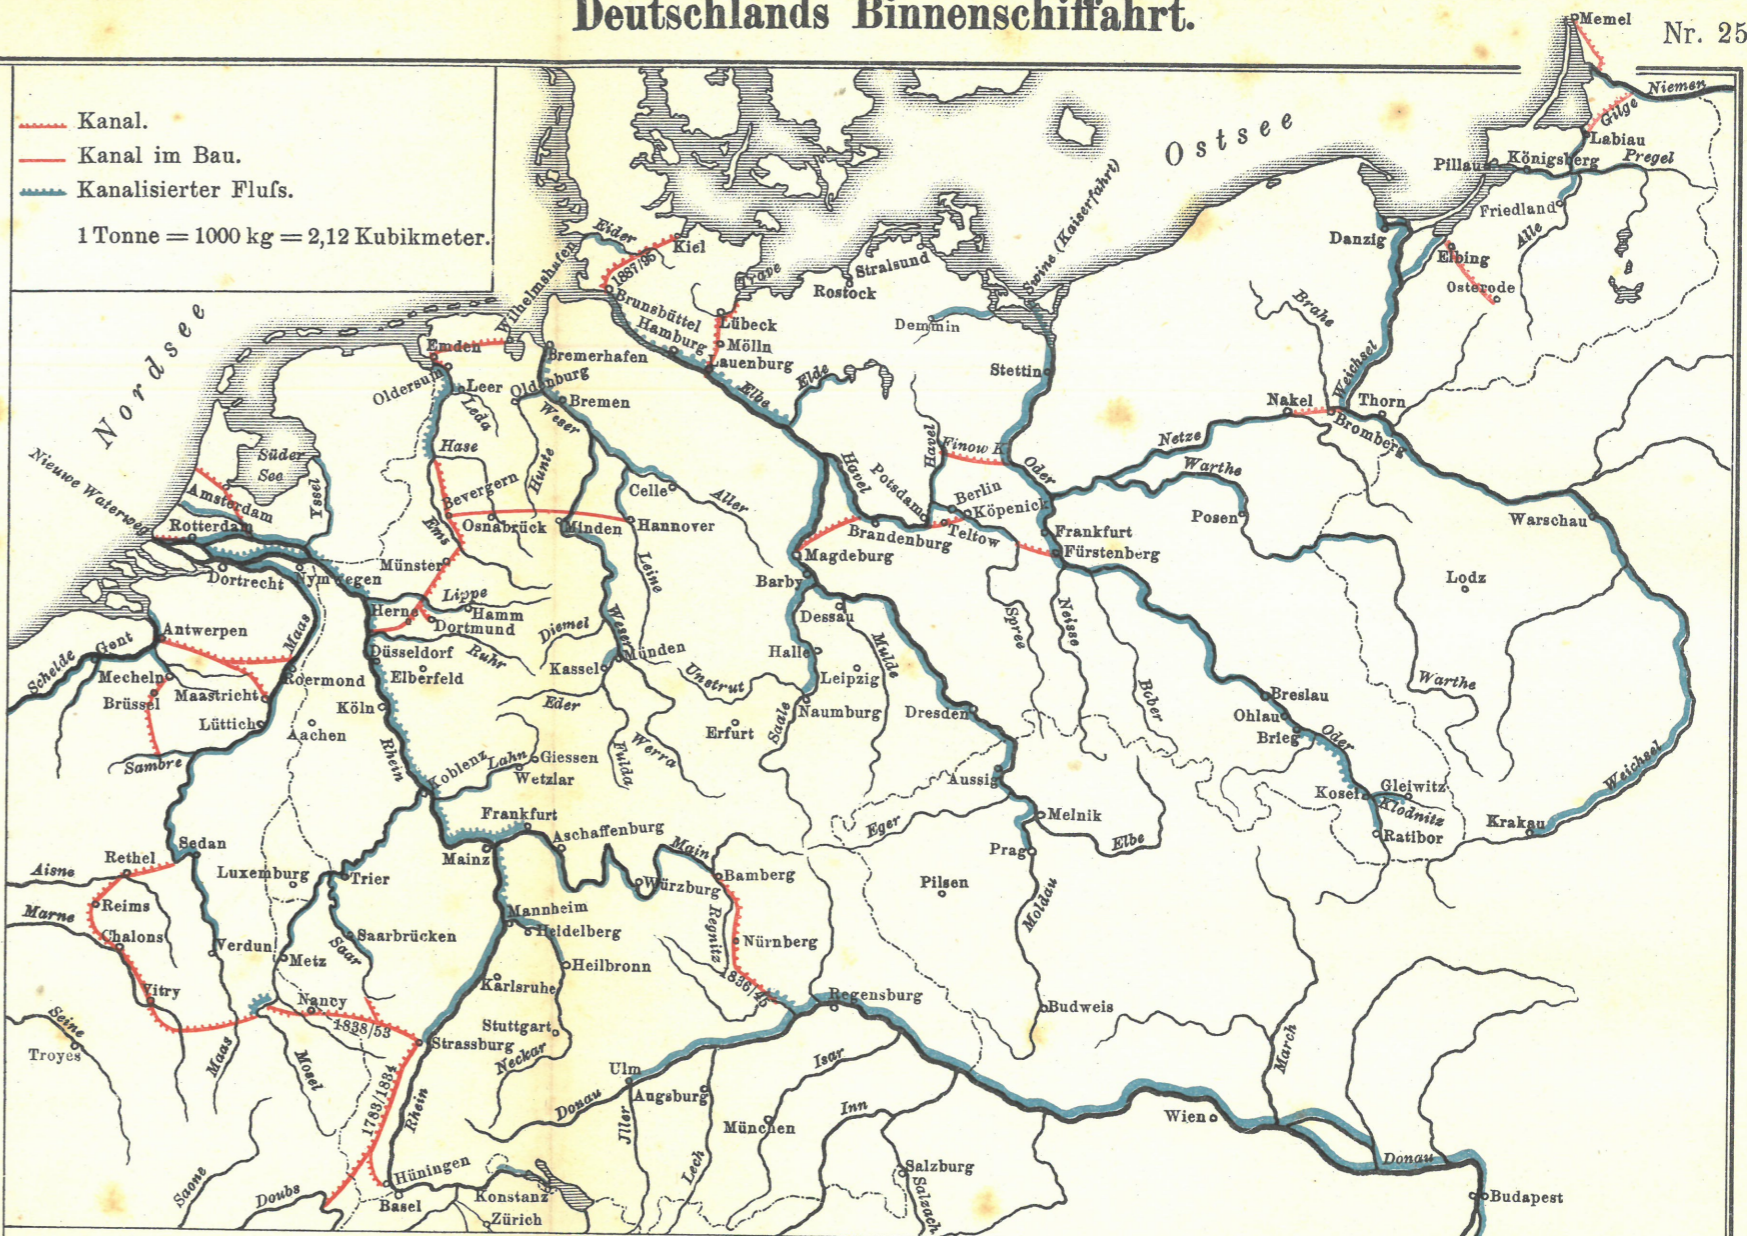 Deutschlands Binnenschiffahrt.
Nr. 25
Kanal.
Kanal im Bau.
Kanalisierter Fluſs.
1 Tonne = 1000 kg = 2,12 Kubikmeter.
Memel
Niemen
Gilge
Labiau
Pregel
Pillau
Königsberg
Friedland
Alle
Ostsee
Danzig
Elbing
Osterode
Swine (Kaiserfahrt)
Stralsund
Rostock
Demmin
Trave
Kiel
Eider
1887/95
Brunsbüttel
Hamburg
Lübeck
Mölln
Lauenburg
Wilhelmshafen
Nordsee
Emden
Oldersum
Leer
Leda
Oldenburg
Bremerhafen
Bremen
Weser
Elbe
Elde
Stettin
Brahe
Weichsel
Nakel
Thorn
Bromberg
Netze
Warthe
Finow K.
Havel
Oder
Havel
Potsdam
Berlin
Köpenick
Teltow
Brandenburg
Posen
Warschau
Frankfurt
Fürstenberg
Süder
See
Nieuwe Waterweg
Amsterdam
Yssel
Rotterdam
Dortrecht
Nymwegen
Hase
Bevergern
Hunte
Ems
Osnabrück
Minden
Hannover
Celle
Aller
Leine
Münster
Lippe
Hamm
Herne
Dortmund
Ruhr
Diemel
Weser
Münden
Kassel
Magdeburg
Barby
Dessau
Mulde
Halle
Leipzig
Unstrut
Naumburg
Saale
Erfurt
Dresden
Spree
Neisse
Bober
Lodz
Warthe
Breslau
Ohlau
Brieg
Oder
Weichsel
Gent
Antwerpen
Schelde
Mecheln
Brüssel
Maastricht
Maas
Roermond
Lüttich
Aachen
Sambre
Düsseldorf
Elberfeld
Köln
Rhein
Eder
Fulda
Werra
Koblenz
Lahn
Giessen
Wetzlar
Aussig
Melnik
Elbe
Eger
Prag
Kosel
Gleiwitz
Klodnitz
Ratibor
Krakau
Frankfurt
Aschaffenburg
Mainz
Main
Würzburg
Bamberg
Regnitz
Nürnberg
1836/45
Pilsen
Moldau
Sedan
Rethel
Aisne
Luxemburg
Trier
Marne
Reims
Chalons
Verdun
Metz
Saarbrücken
Saar
Mannheim
Heidelberg
Heilbronn
Karlsruhe
Vitry
Nancy
1838/53
Strassburg
Stuttgart
Neckar
Regensburg
Budweis
March
Seine
Troyes
Maas
Mosel
1783/1834
Rhein
Ulm
Donau
Iller
Augsburg
Lech
München
Isar
Inn
Wien
Donau
Budapest
Saone
Doubs
Hüningen
Basel
Konstanz
Zürich
Salzburg
Salzach